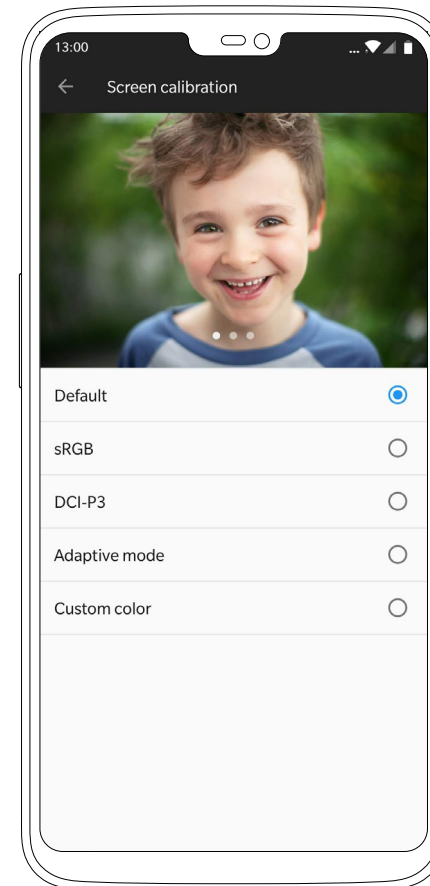 13:00
...
Screen calibration
Default
sRGB
DCI-P3
Adaptive mode
Custom color